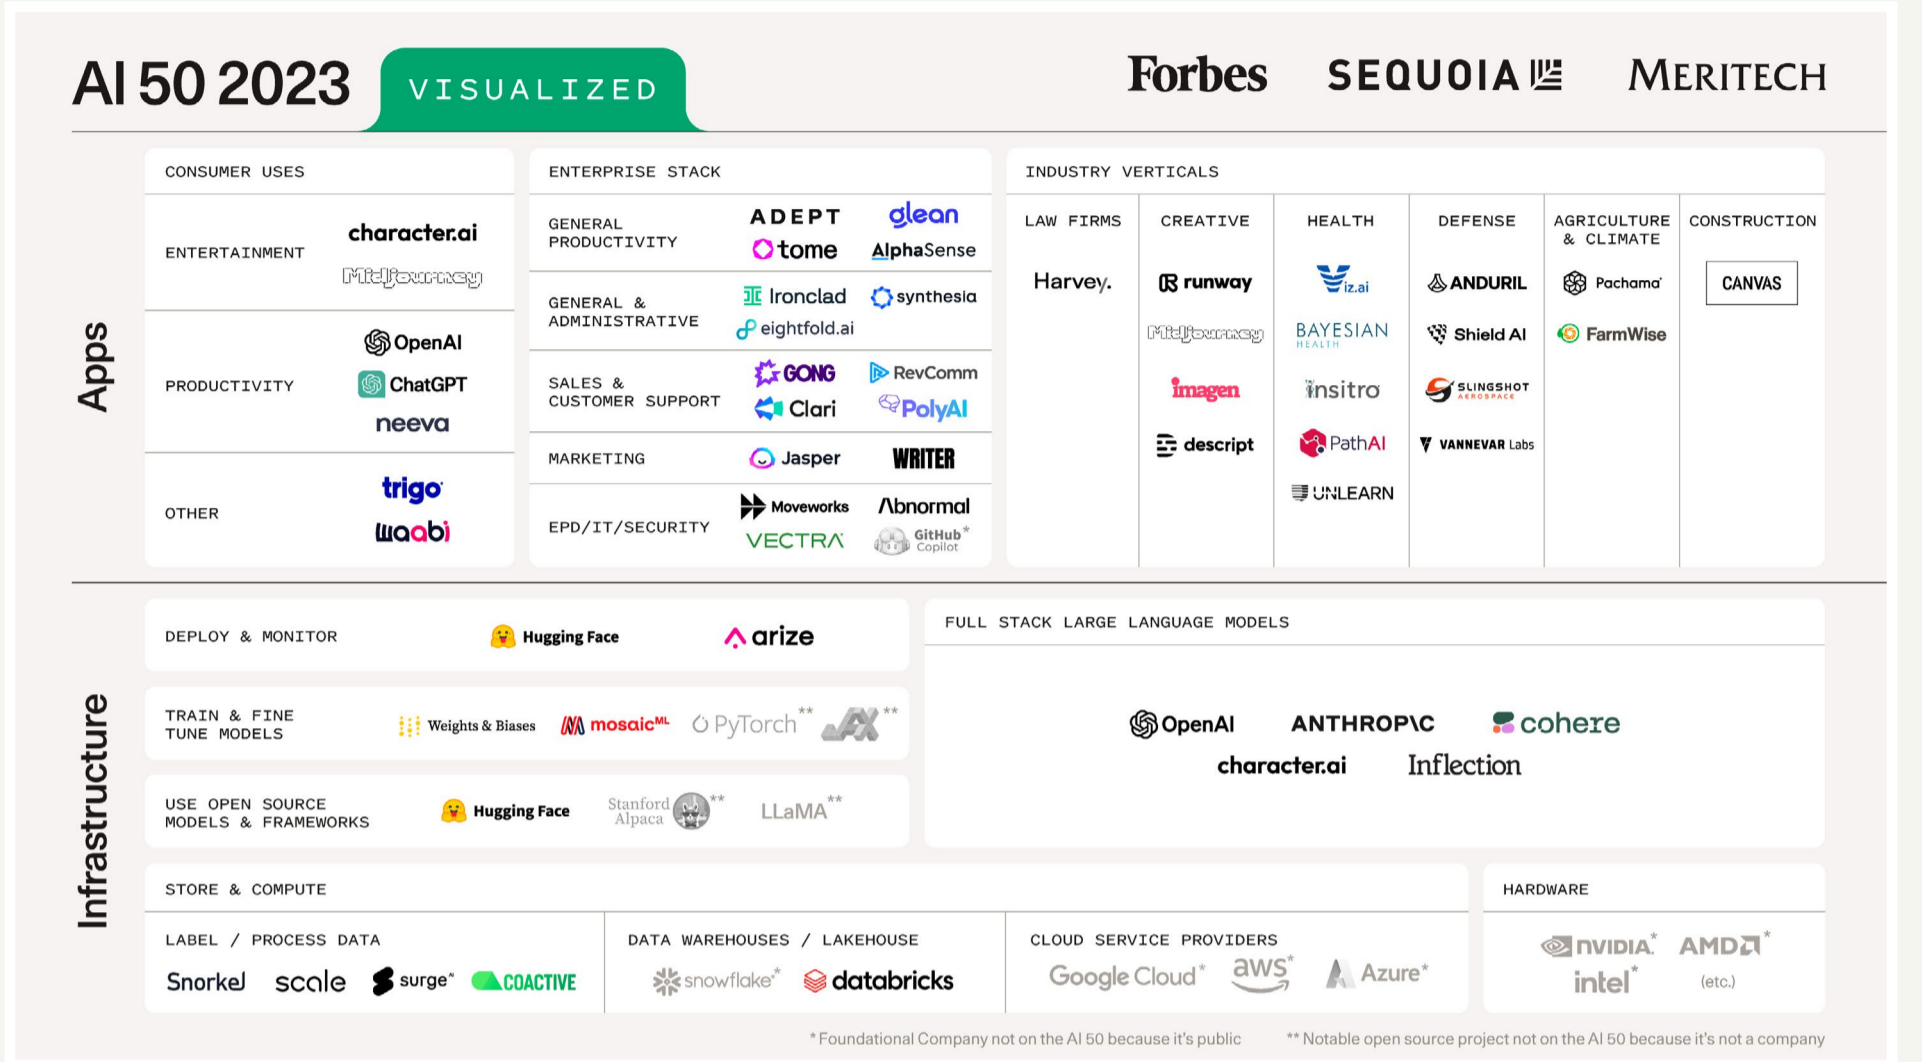 AI 50 2023
VISUALIZED
Forbes
SEQUOIA
MERITECH
Apps
CONSUMER USES
ENTERTAINMENT
character.ai
Midjourney
PRODUCTIVITY
OpenAI
ChatGPT
neeva
OTHER
trigo
waabi
ENTERPRISE STACK
GENERAL
PRODUCTIVITY
ADEPT
glean
tome
AlphaSense
GENERAL &
ADMINISTRATIVE
Ironclad
synthesia
eightfold.ai
SALES &
CUSTOMER SUPPORT
GONG
RevComm
Clari
PolyAI
MARKETING
Jasper
WRITER
EPD/IT/SECURITY
Moveworks
Abnormal
VECTRA
GitHub*
Copilot
INDUSTRY VERTICALS
LAW FIRMS
Harvey.
CREATIVE
runway
Midjourney
imagen
descript
HEALTH
Viz.ai
BAYESIAN
HEALTH
insitro
PathAI
UNLEARN
DEFENSE
ANDURIL
Shield AI
SLINGSHOT
AEROSPACE
VANNEVAR Labs
AGRICULTURE
& CLIMATE
Pachama
FarmWise
CONSTRUCTION
CANVAS
Infrastructure
DEPLOY & MONITOR
Hugging Face
arize
TRAIN & FINE
TUNE MODELS
Weights & Biases
mosaicML
PyTorch**
JAX**
USE OPEN SOURCE
MODELS & FRAMEWORKS
Hugging Face
Stanford
Alpaca**
LLaMA**
FULL STACK LARGE LANGUAGE MODELS
OpenAI
ANTHROP\C
cohere
character.ai
Inflection
STORE & COMPUTE
LABEL / PROCESS DATA
Snorkel
scale
surge
COACTIVE
DATA WAREHOUSES / LAKEHOUSE
snowflake*
databricks
CLOUD SERVICE PROVIDERS
Google Cloud*
aws*
Azure*
HARDWARE
NVIDIA.*
AMD*
intel*
(etc.)
* Foundational Company not on the AI 50 because it's public
** Notable open source project not on the AI 50 because it's not a company